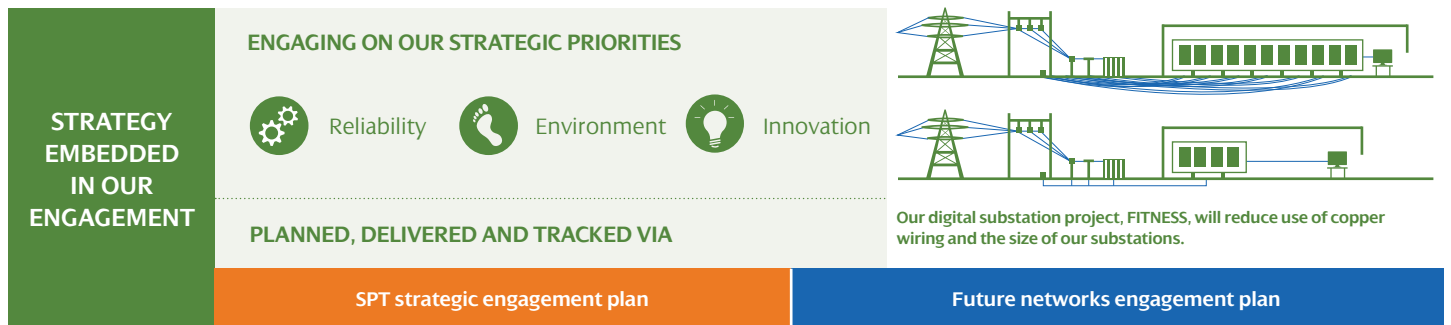 STRATEGY
EMBEDDED
IN OUR
ENGAGEMENT
ENGAGING ON OUR STRATEGIC PRIORITIES
Reliability
Environment
Innovation
PLANNED, DELIVERED AND TRACKED VIA
Our digital substation project, FITNESS, will reduce use of copper
wiring and the size of our substations.
SPT strategic engagement plan
Future networks engagement plan